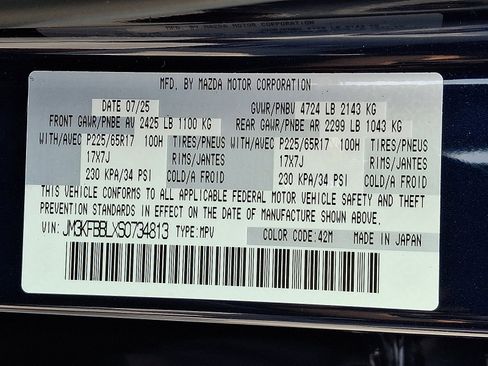 MFD. BY MAZDA MOTOR CORPORATION
DATE 07/25 GVWR/PNBV 4724 LB 2143 KG
FRONT GAWR/PNBE AV 2425 LB 1100 KG REAR GAWR/PNBE AR 2299 LB 1043 KG
WITH/AVEC P225/65R17 100H TIRES/PNEUS WITH/AVEC P225/65R17 100H TIRES/PNEUS
17X7J RIMS/JANTES 17X7J RIMS/JANTES
230 KPA/34 PSI COLD/A FROID 230 KPA/34 PSI COLD/A FROID
THIS VEHICLE CONFORMS TO ALL APPLICABLE FEDERAL MOTOR VEHICLE SAFETY AND THEFT
PREVENTION STANDARDS IN EFFECT ON THE DATE OF MANUFACTURE SHOWN ABOVE.
VIN: JM3KFBBLXS0734813 TYPE: MPV COLOR CODE: 42M MADE IN JAPAN